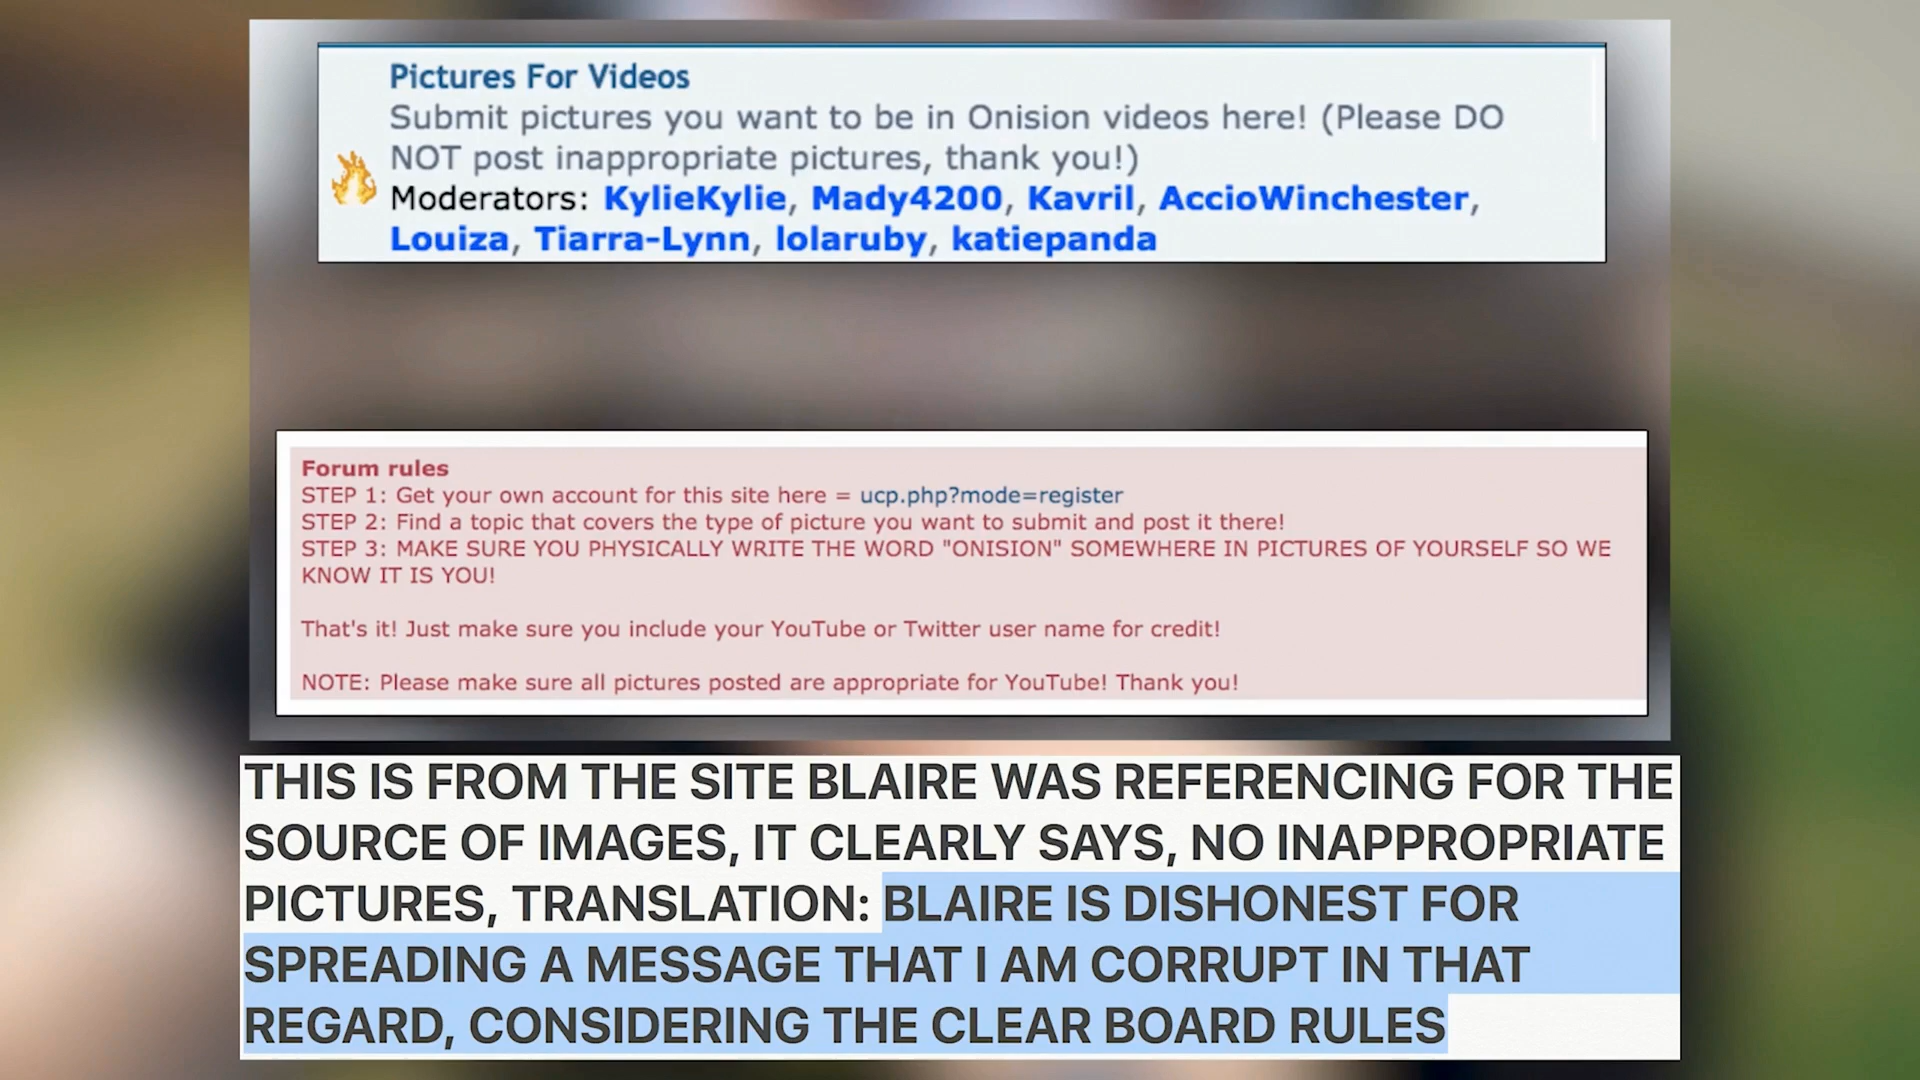 Pictures For Videos
Submit pictures you want to be in Onision videos here! (Please DO
NOT post inappropriate pictures, thank you!)
Moderators: KylieKylie, Mady4200, Kavril, AccioWinchester,
Louiza, Tiarra-Lynn, lolaruby, katiepanda
Forum rules
STEP 1: Get your own account for this site here = ucp.php?mode=register
STEP 2: Find a topic that covers the type of picture you want to submit and post it there!
STEP 3: MAKE SURE YOU PHYSICALLY WRITE THE WORD "ONISION" SOMEWHERE IN PICTURES OF YOURSELF SO WE
KNOW IT IS YOU!
That's it! Just make sure you include your YouTube or Twitter user name for credit!
NOTE: Please make sure all pictures posted are appropriate for YouTube! Thank you!
THIS IS FROM THE SITE BLAIRE WAS REFERENCING FOR THE
SOURCE OF IMAGES, IT CLEARLY SAYS, NO INAPPROPRIATE
PICTURES, TRANSLATION: BLAIRE IS DISHONEST FOR
SPREADING A MESSAGE THAT I AM CORRUPT IN THAT
REGARD, CONSIDERING THE CLEAR BOARD RULES